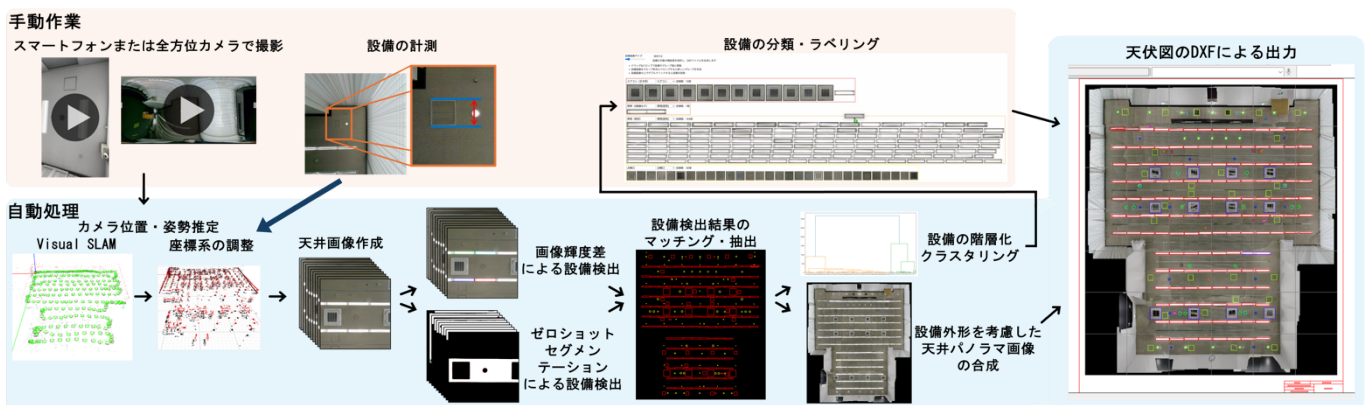 手動作業
スマートフォンまたは全方位カメラで撮影
設備の計測
設備の分類・ラベリング
天伏図のDXFによる出力
自動処理
カメラ位置・姿勢推定
Visual SLAM
座標系の調整
天井画像作成
画像輝度差
による設備検出
ゼロショット
セグメン
テーション
による設備検出
設備検出結果の
マッチング・抽出
設備の階層化
クラスタリング
設備外形を考慮した
天井パノラマ画像
の合成